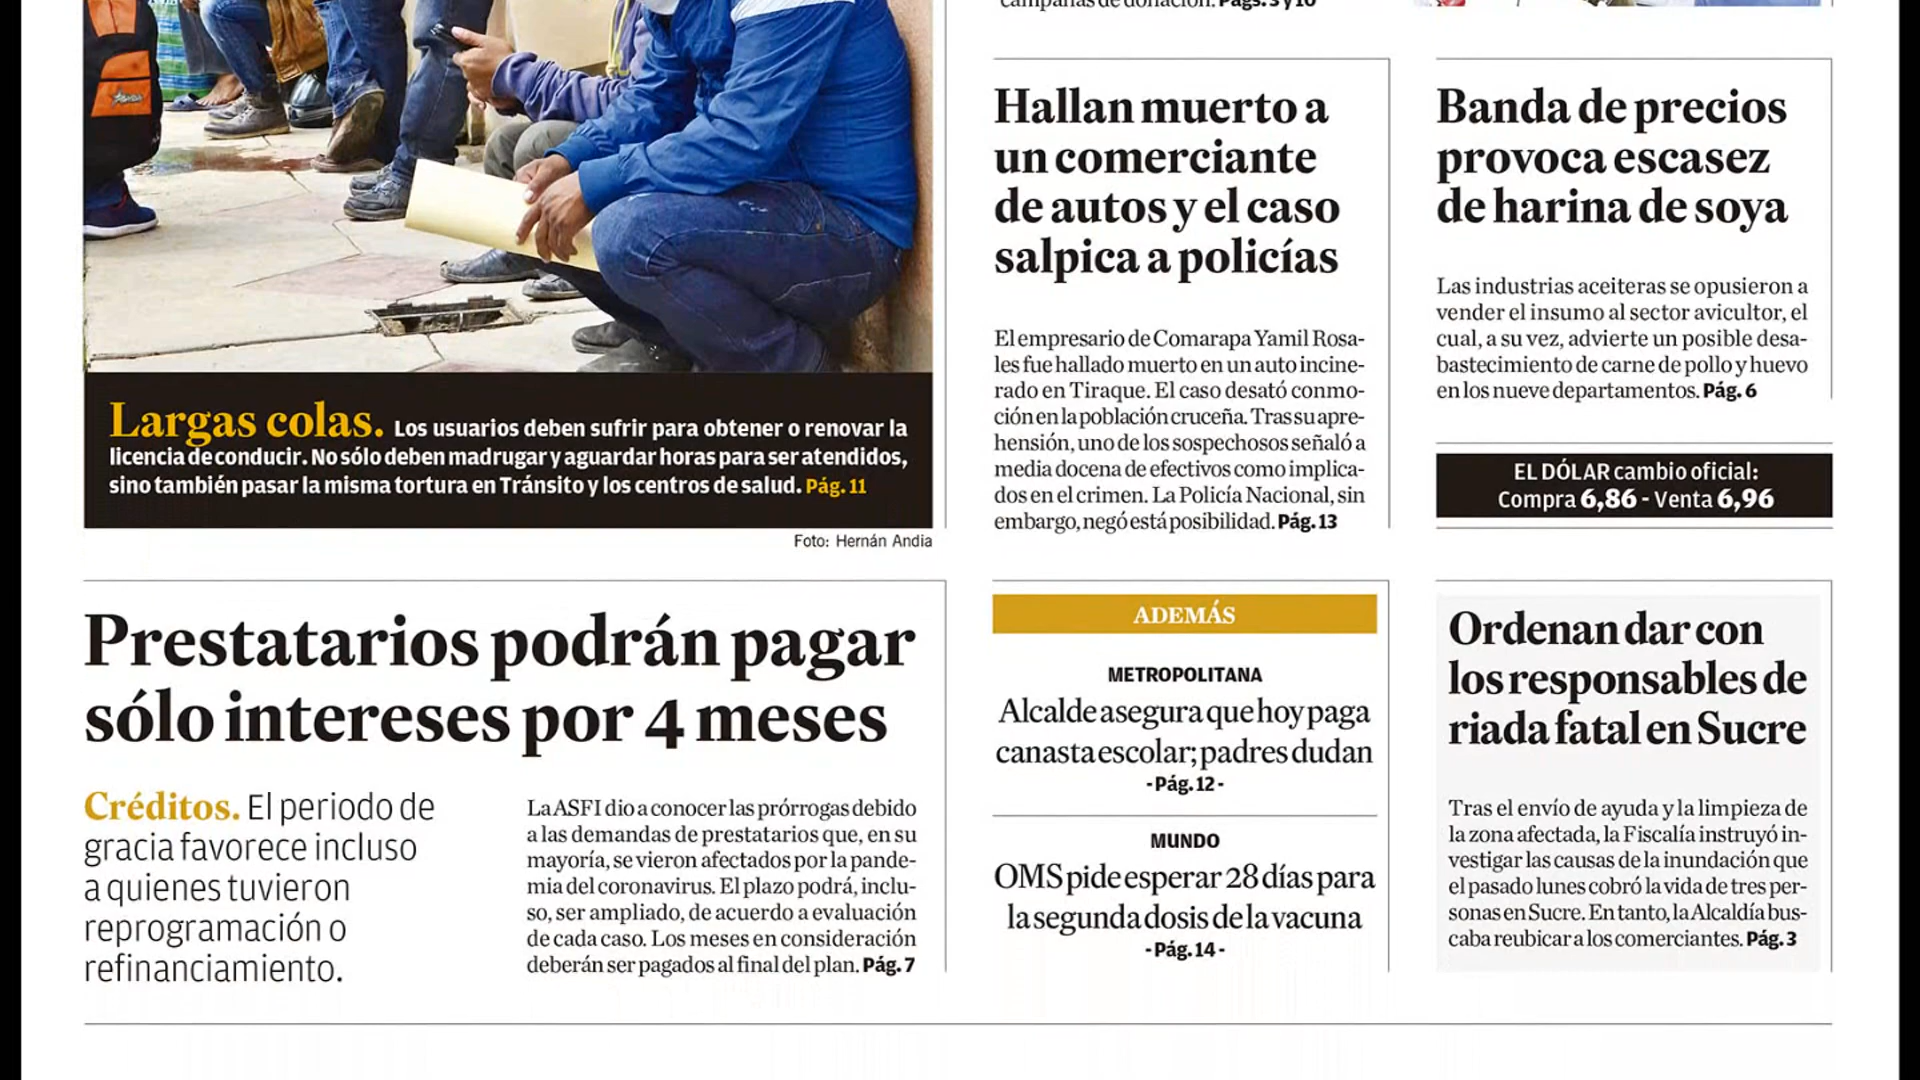 campañas de donación. Págs. 3 y 10
Hallan muerto a
un comerciante
de autos y el caso
salpica a policías
El empresario de Comarapa Yamil Rosa-
les fue hallado muerto en un auto incine-
rado en Tiraque. El caso desató conmo-
ción en la población cruceña. Tras su apre-
hensión, uno de los sospechosos señaló a
media docena de efectivos como implica-
dos en el crimen. La Policía Nacional, sin
embargo, negó está posibilidad. Pág. 13
Banda de precios
provoca escasez
de harina de soya
Las industrias aceiteras se opusieron a
vender el insumo al sector avicultor, el
cual, a su vez, advierte un posible desa-
bastecimiento de carne de pollo y huevo
en los nueve departamentos. Pág. 6
EL DÓLAR cambio oficial:
Compra 6,86 - Venta 6,96
Largas colas. Los usuarios deben sufrir para obtener o renovar la
licencia de conducir. No sólo deben madrugar y aguardar horas para ser atendidos,
sino también pasar la misma tortura en Tránsito y los centros de salud. Pág. 11
Foto: Hernán Andia
Prestatarios podrán pagar
sólo intereses por 4 meses
Créditos. El periodo de
gracia favorece incluso
a quienes tuvieron
reprogramación o
refinanciamiento.
La ASFI dio a conocer las prórrogas debido
a las demandas de prestatarios que, en su
mayoría, se vieron afectados por la pande-
mia del coronavirus. El plazo podrá, inclu-
so, ser ampliado, de acuerdo a evaluación
de cada caso. Los meses en consideración
deberán ser pagados al final del plan. Pág. 7
ADEMÁS
METROPOLITANA
Alcalde asegura que hoy paga
canasta escolar; padres dudan
- Pág. 12 -
MUNDO
OMS pide esperar 28 días para
la segunda dosis de la vacuna
- Pág. 14 -
Ordenan dar con
los responsables de
riada fatal en Sucre
Tras el envío de ayuda y la limpieza de
la zona afectada, la Fiscalía instruyó in-
vestigar las causas de la inundación que
el pasado lunes cobró la vida de tres per-
sonas en Sucre. En tanto, la Alcaldía bus-
caba reubicar a los comerciantes. Pág. 3